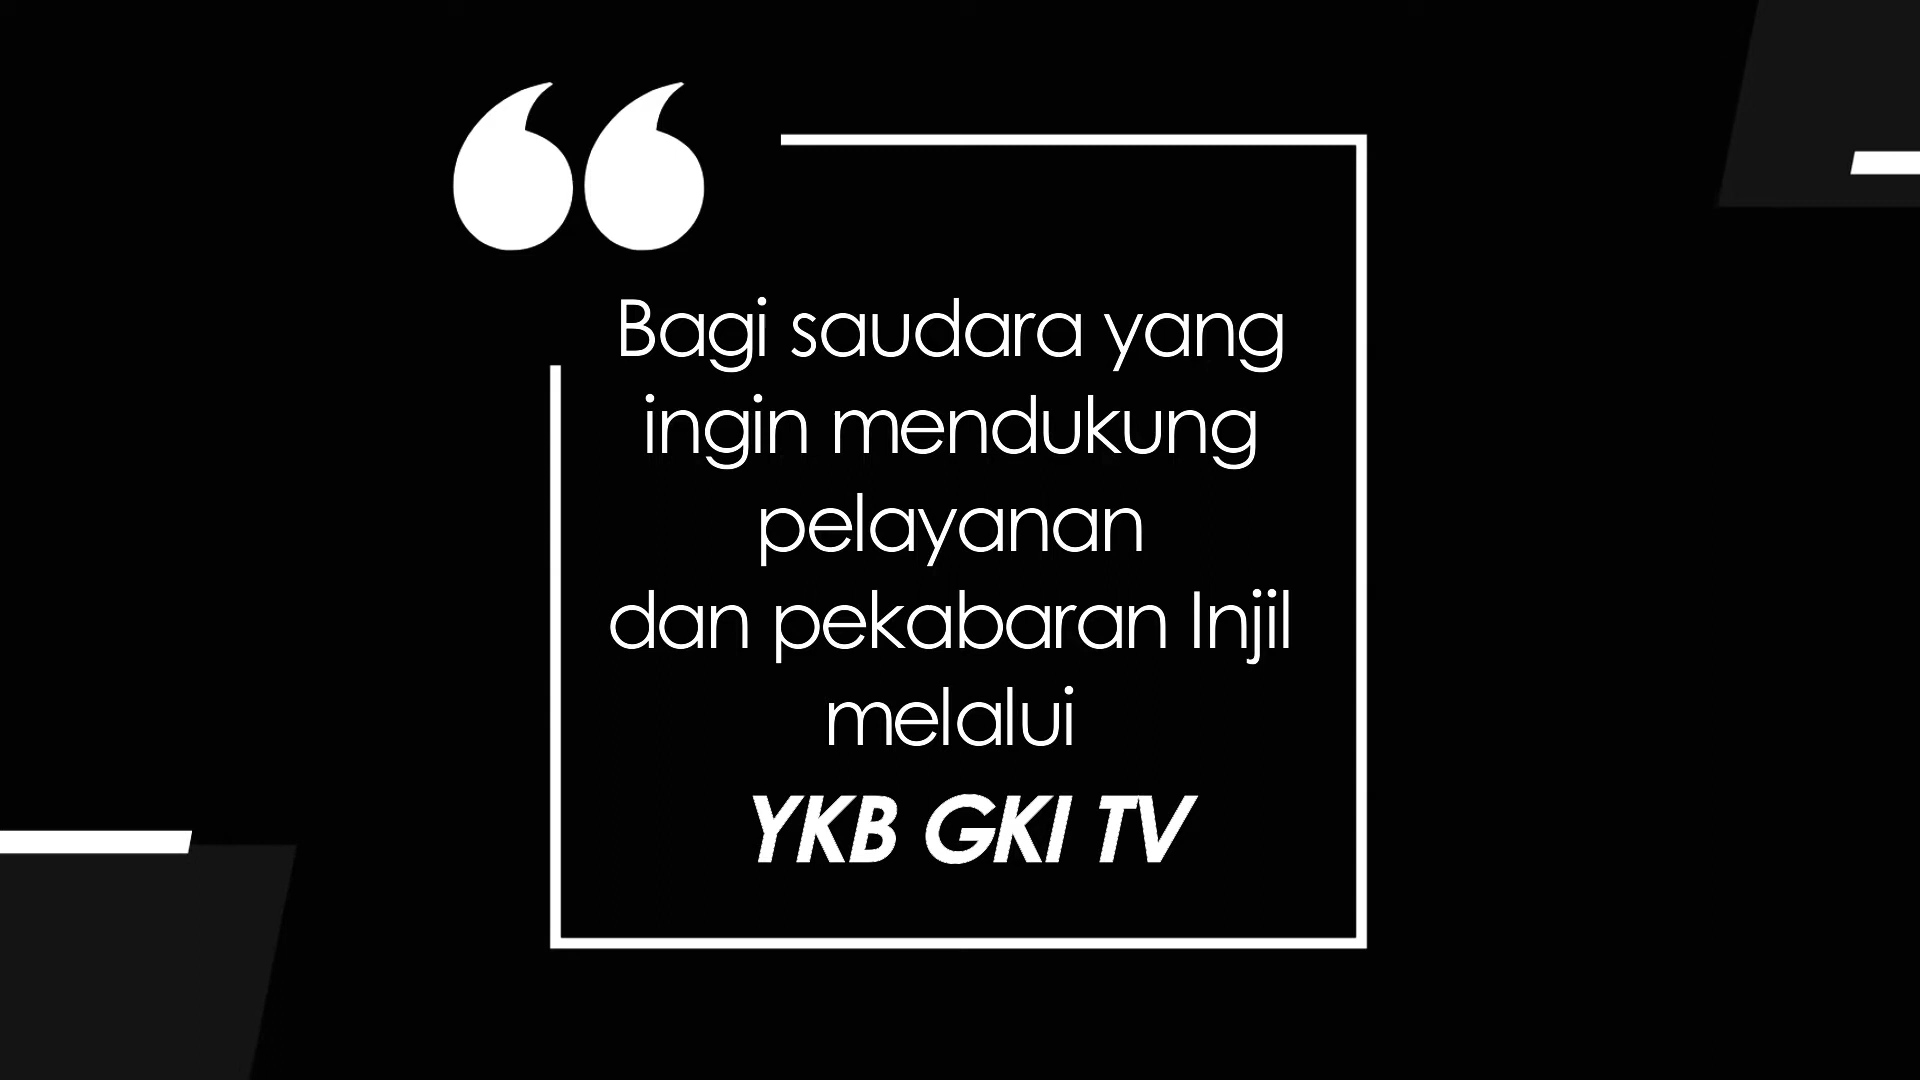 Bagi saudara yang
ingin mendukung
pelayanan
dan pekabaran Injil
melalui
YKB GKI TV